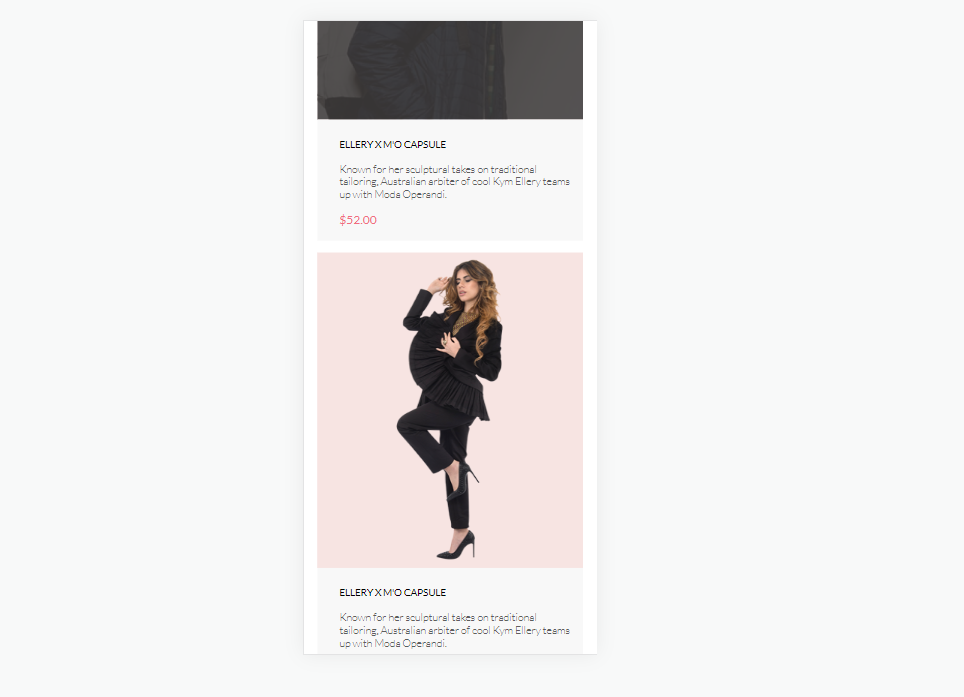 ELLERY X M'O CAPSULE
Known for her sculptural takes on traditional
tailoring, Australian arbiter of cool Kym Ellery teams
up with Moda Operandi.
$52.00
ELLERY X M'O CAPSULE
Known for her sculptural takes on traditional
tailoring, Australian arbiter of cool Kym Ellery teams
up with Moda Operandi.